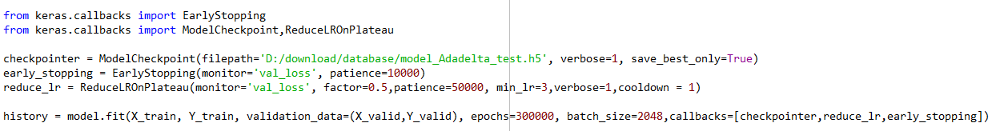 from keras.callbacks import EarlyStopping
from keras.callbacks import ModelCheckpoint,ReduceLROnPlateau
checkpointer = ModelCheckpoint(filepath='D:/download/database/model_Adadelta_test.h5', verbose=1, save_best_only=True)
early_stopping = EarlyStopping(monitor='val_loss', patience=10000)
reduce_lr = ReduceLROnPlateau(monitor='val_loss', factor=0.5,patience=50000, min_lr=3,verbose=1,cooldown = 1)
history = model.fit(X_train, Y_train, validation_data=(X_valid,Y_valid), epochs=300000, batch_size=2048,callbacks=[checkpointer,reduce_lr,early_stopping])